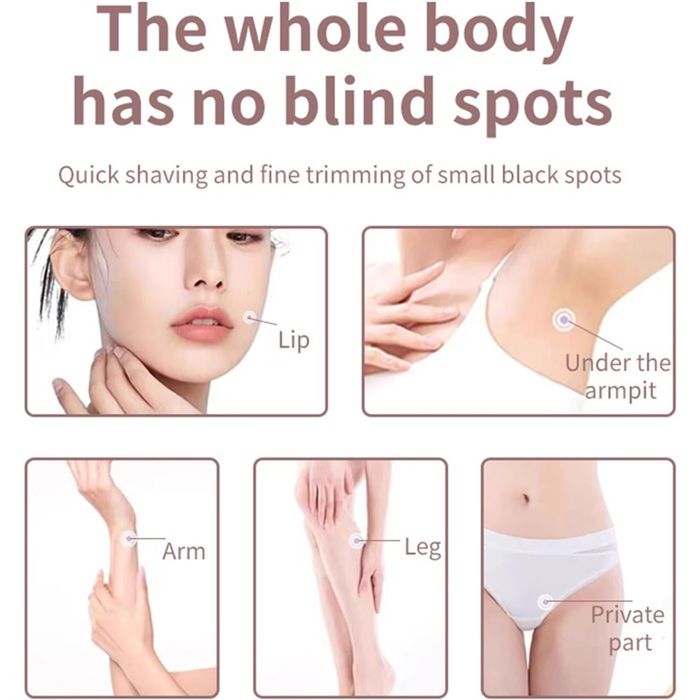 The whole body
has no blind spots
Quick shaving and fine trimming of small black spots
Lip
Under the
armpit
Arm
Leg
Private
part